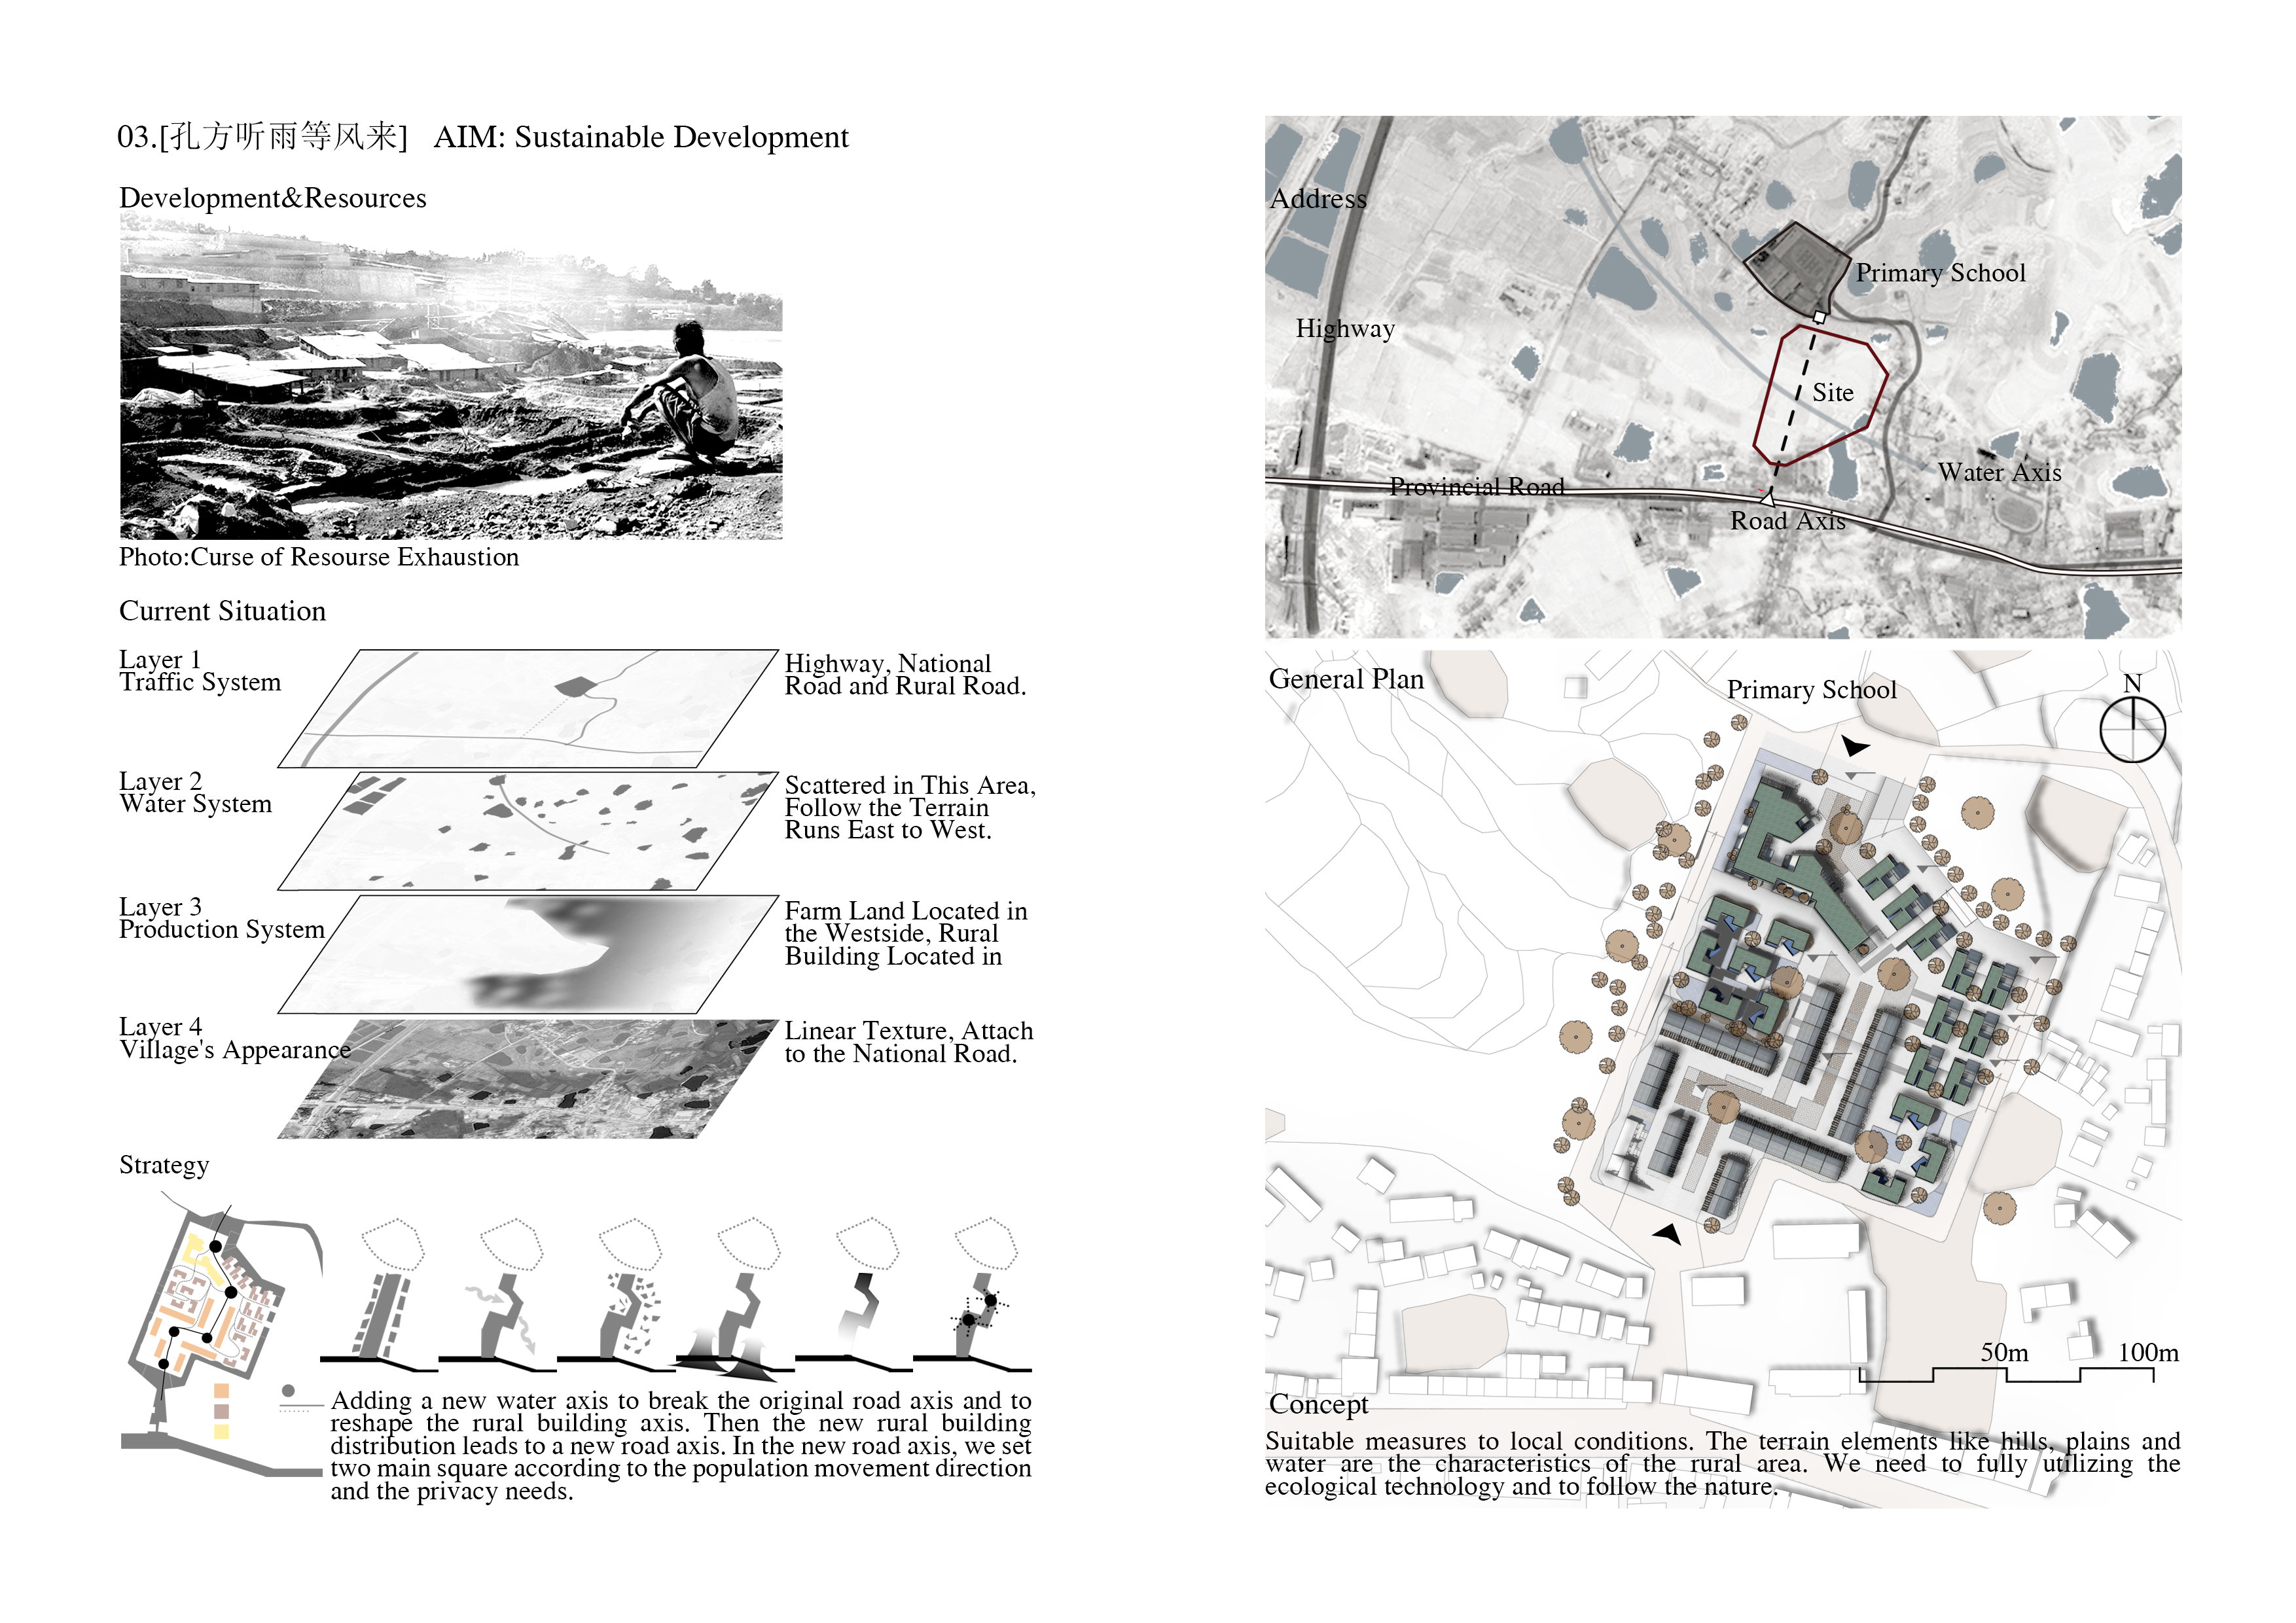 03.[孔方听雨等风来] AIM: Sustainable Development
Development&Resources
Photo:Curse of Resourse Exhaustion
Current Situation
Layer 1
Traffic System
Highway, National
Road and Rural Road.
Layer 2
Water System
Scattered in This Area,
Follow the Terrain
Runs East to West.
Layer 3
Production System
Farm Land Located in
the Westside, Rural
Building Located in
Layer 4
Village's Appearance
Linear Texture, Attach
to the National Road.
Strategy
Adding a new water axis to break the original road axis and to
reshape the rural building axis. Then the new rural building
distribution leads to a new road axis. In the new road axis, we set
two main square according to the population movement direction
and the privacy needs.
Address
Primary School
Highway
Site
Water Axis
Provincial Road
Road Axis
General Plan
Primary School
N
50m
100m
Concept
Suitable measures to local conditions. The terrain elements like hills, plains and
water are the characteristics of the rural area. We need to fully utilizing the
ecological technology and to follow the nature.